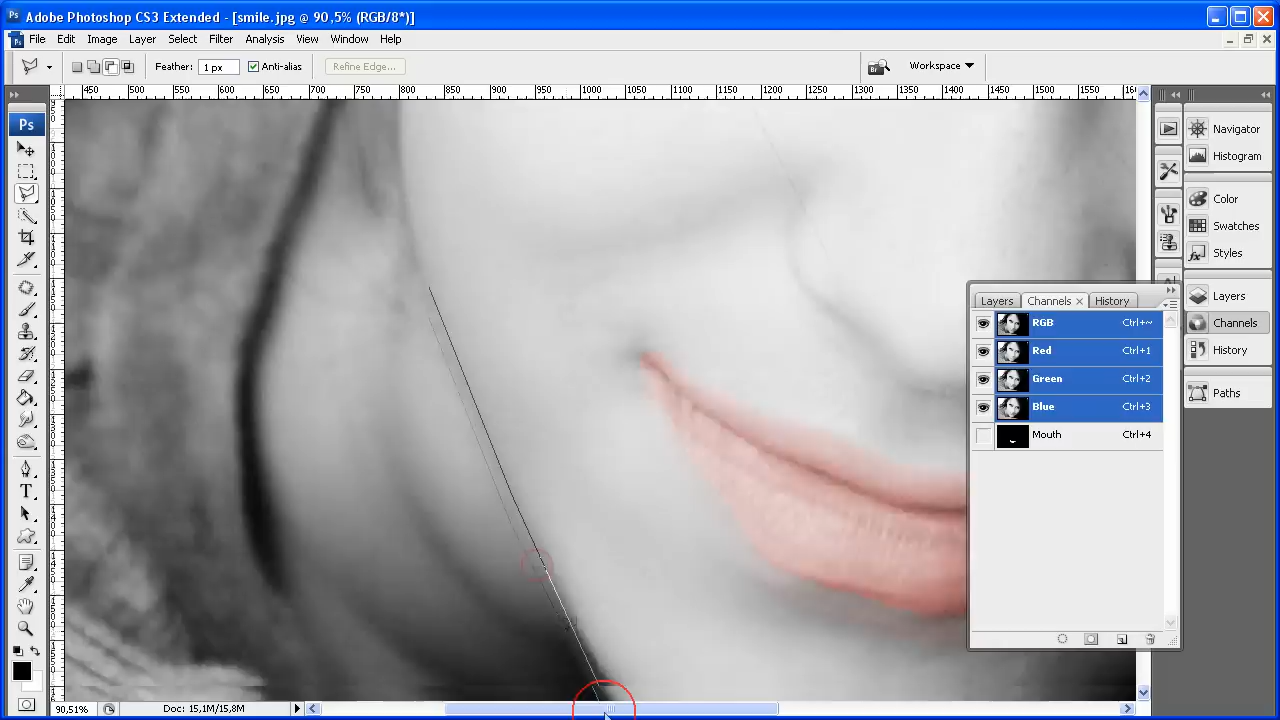 Adobe Photoshop CS3 Extended - [smile.jpg @ 90,5% (RGB/8*)]
File Edit Image Layer Select Filter Analysis View Window Help
Feather: 1 px Anti-alias Refine Edge... Workspace
450 500 550 600 650 700 750 800 850 900 950 1000 1050 1100 1150 1200 1250 1300 1350 1400 1450 1500 1550
Ps
Navigator
Histogram
Color
Swatches
Styles
Layers
Channels
History
Paths
Layers Channels History
RGB Ctrl+~
Red Ctrl+1
Green Ctrl+2
Blue Ctrl+3
Mouth Ctrl+4
90,51% Doc: 15,1M/15,8M